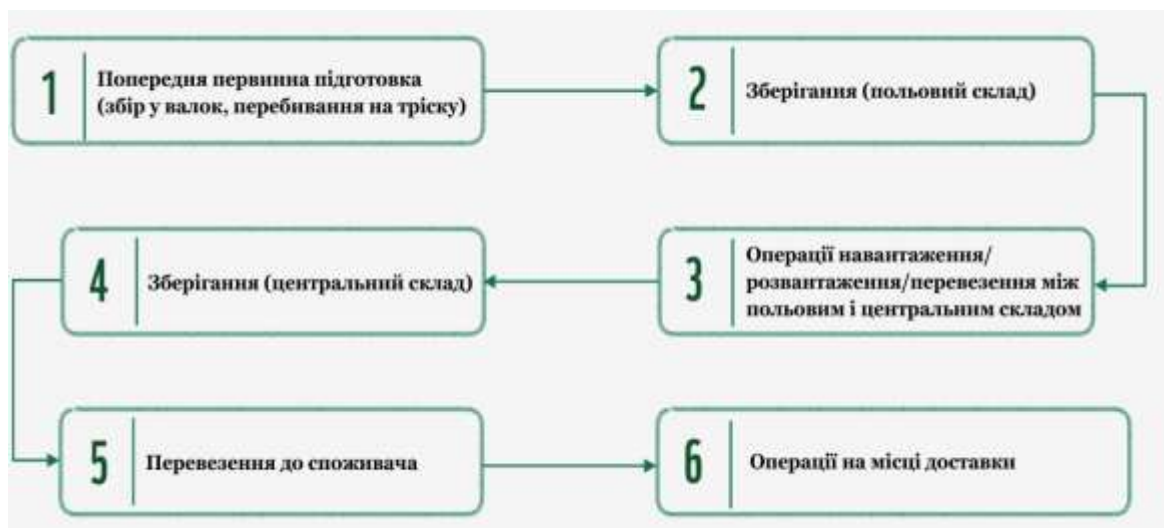 1
Попередня первинна підготовка
(збір у валок, перебивання на тріску)
2
Зберігання (польовий склад)
3
Операції навантаження/
розвантаження/перевезення між
польовим і центральним складом
4
Зберігання (центральний склад)
5
Перевезення до споживача
6
Операції на місці доставки